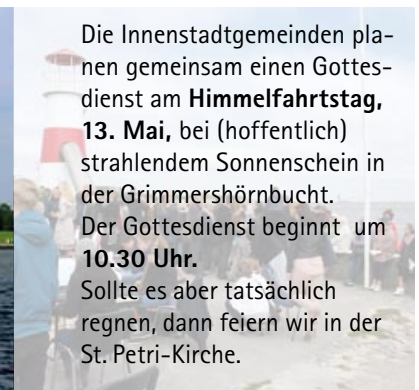 Die Innenstadtgemeinden pla-
nen gemeinsam einen Gottes-
dienst am Himmelfahrtstag,
13. Mai, bei (hoffentlich)
strahlendem Sonnenschein in
der Grimmershörnbucht.
Der Gottesdienst beginnt um
10.30 Uhr.
Sollte es aber tatsächlich
regnen, dann feiern wir in der
St. Petri-Kirche.